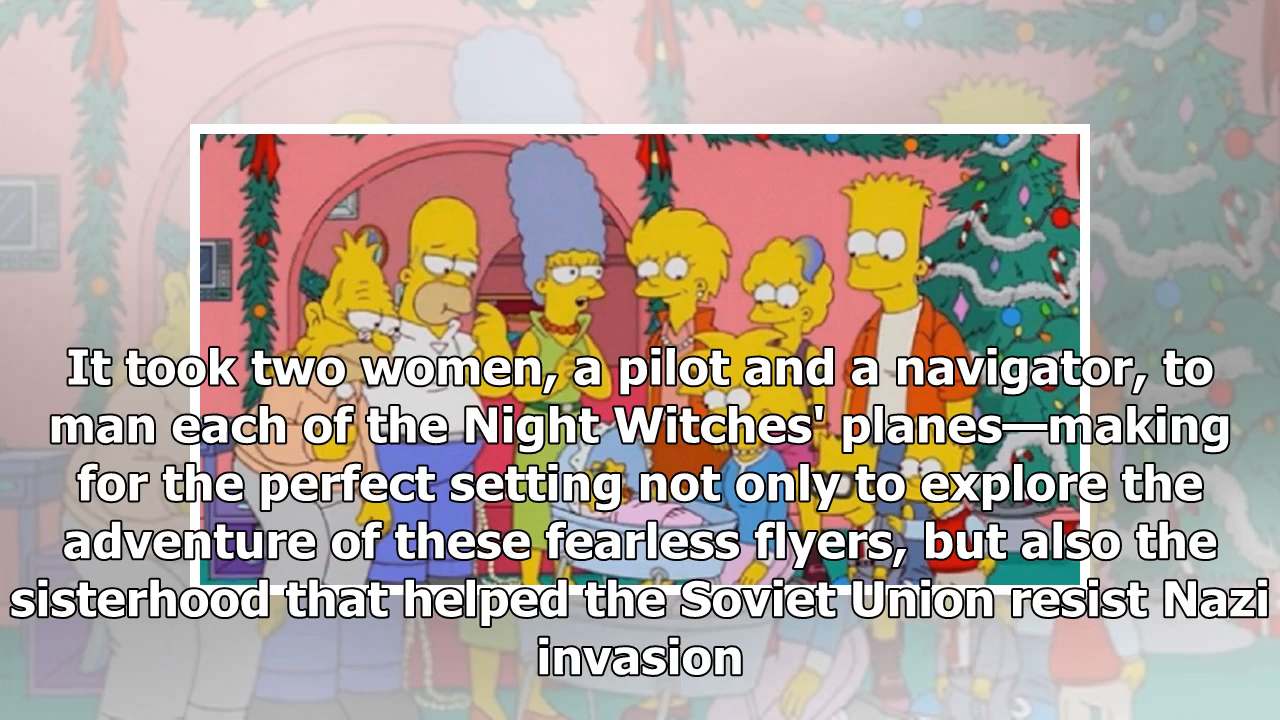 It took two women, a pilot and a navigator, to
man each of the Night Witches' planes—making
for the perfect setting not only to explore the
adventure of these fearless flyers, but also the
sisterhood that helped the Soviet Union resist Nazi
invasion